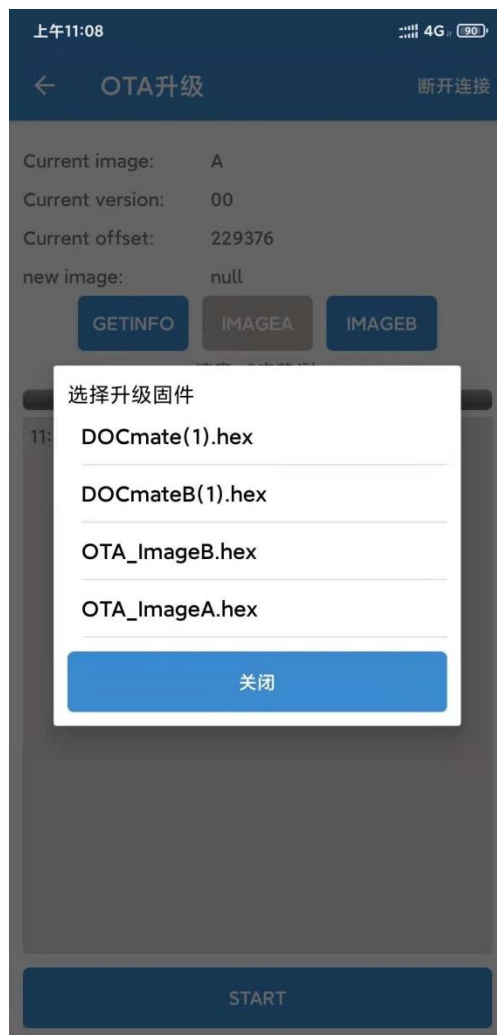 上午11:08 4G 90
← OTA升级 断开连接
Current image: A
Current version: 00
Current offset: 229376
new image: null
GETINFO IMAGEA IMAGEB
选择升级固件
11:
DOCmate(1).hex
DOCmateB(1).hex
OTA_ImageB.hex
OTA_ImageA.hex
关闭
START